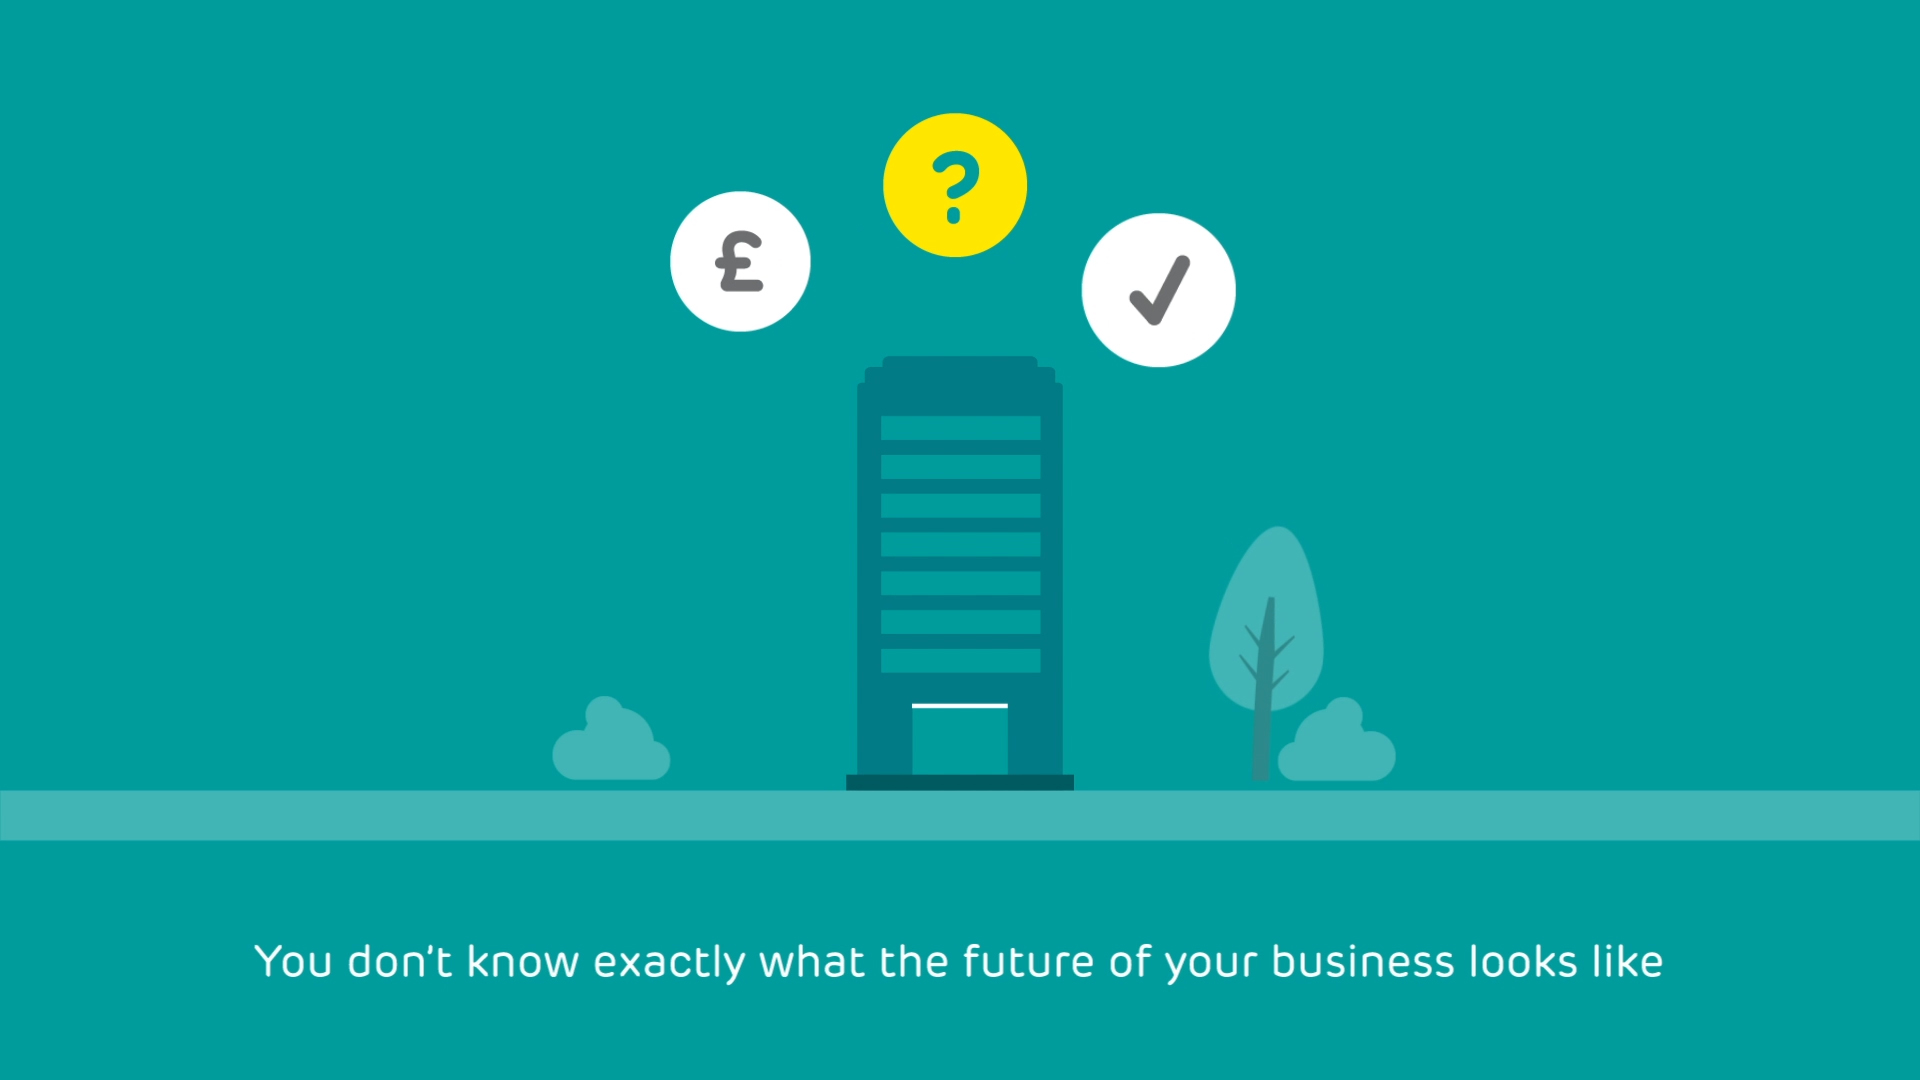 ?
£
✓
You don't know exactly what the future of your business looks like